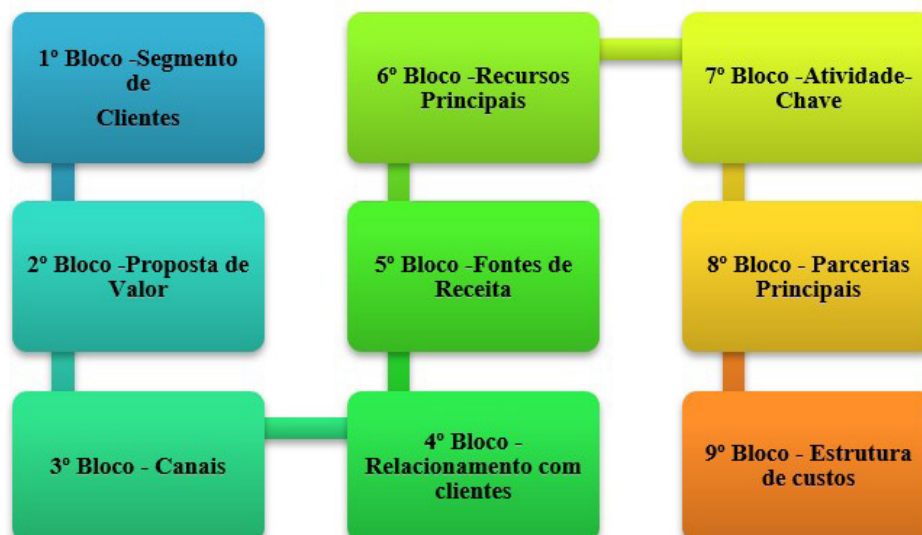 1º Bloco -Segmento
de
Clientes
2º Bloco -Proposta de
Valor
3º Bloco - Canais
4º Bloco -
Relacionamento com
clientes
5º Bloco -Fontes de
Receita
6º Bloco -Recursos
Principais
7º Bloco -Atividade-
Chave
8º Bloco - Parcerias
Principais
9º Bloco - Estrutura
de custos